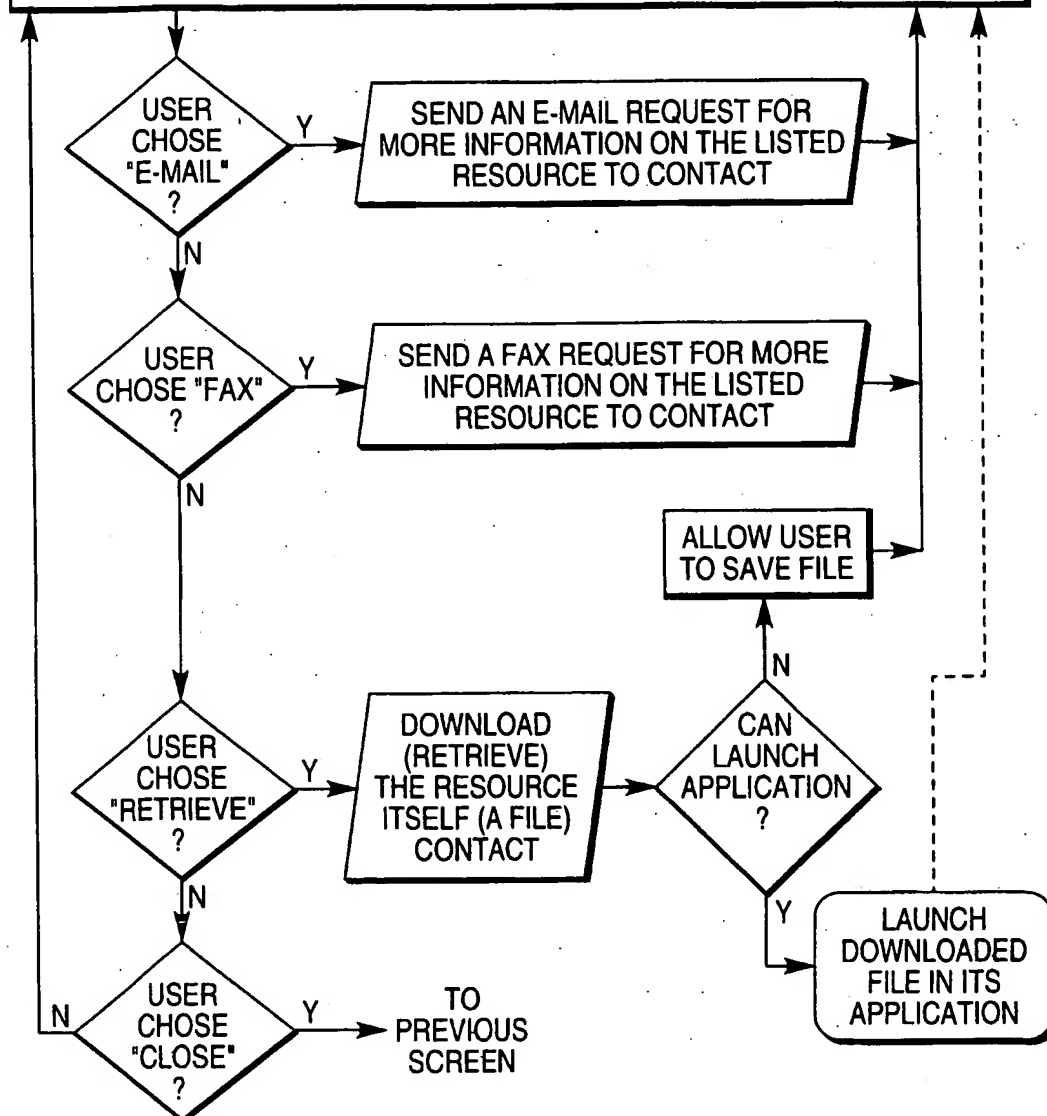 USER
CHOSE
"E-MAIL"
?
Y
SEND AN E-MAIL REQUEST FOR
MORE INFORMATION ON THE LISTED
RESOURCE TO CONTACT
N
USER
CHOSE "FAX"
?
Y
SEND A FAX REQUEST FOR MORE
INFORMATION ON THE LISTED
RESOURCE TO CONTACT
N
ALLOW USER
TO SAVE FILE
N
USER
CHOSE
"RETRIEVE"
?
Y
DOWNLOAD
(RETRIEVE)
THE RESOURCE
ITSELF (A FILE)
CONTACT
CAN
LAUNCH
APPLICATION
?
Y
LAUNCH
DOWNLOADED
FILE IN ITS
APPLICATION
N
USER
CHOSE
"CLOSE"
?
N
Y
TO
PREVIOUS
SCREEN